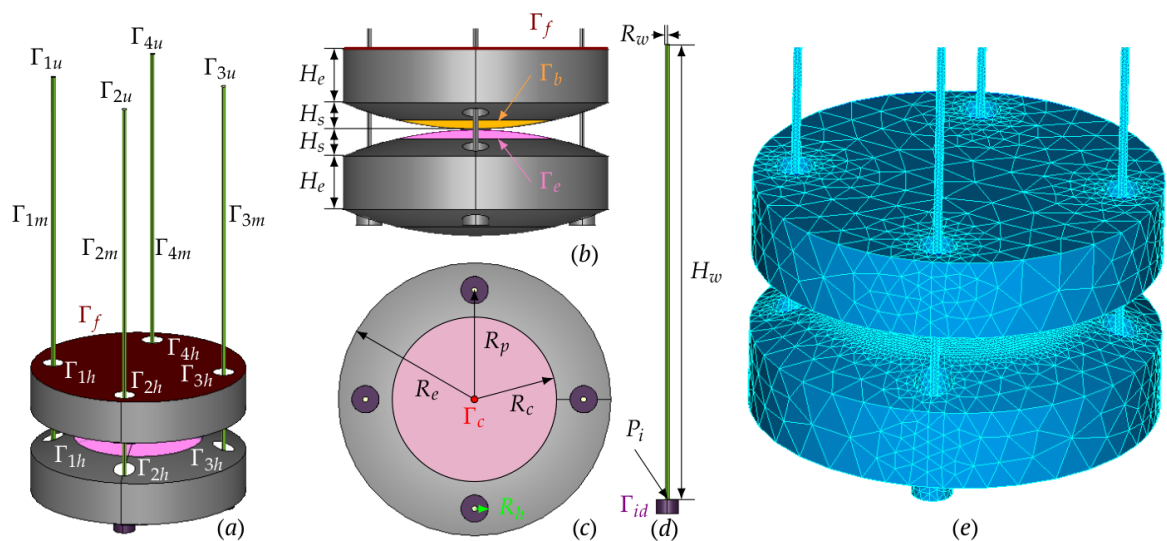 Γ1u
Γ4u
Γ2u
Γ3u
Γ1m
Γ2m
Γ4m
Γ3m
Γf
Γ1h
Γ4h
Γ2h
Γ3h
Γ1h
Γ2h
Γ3h
(a)
Γf
He
Γb
Hs
Hs
He
Γe
(b)
Rp
Re
Γc
Rc
Rh
(c)
Rw
Hw
Pi
Γid
(d)
(e)